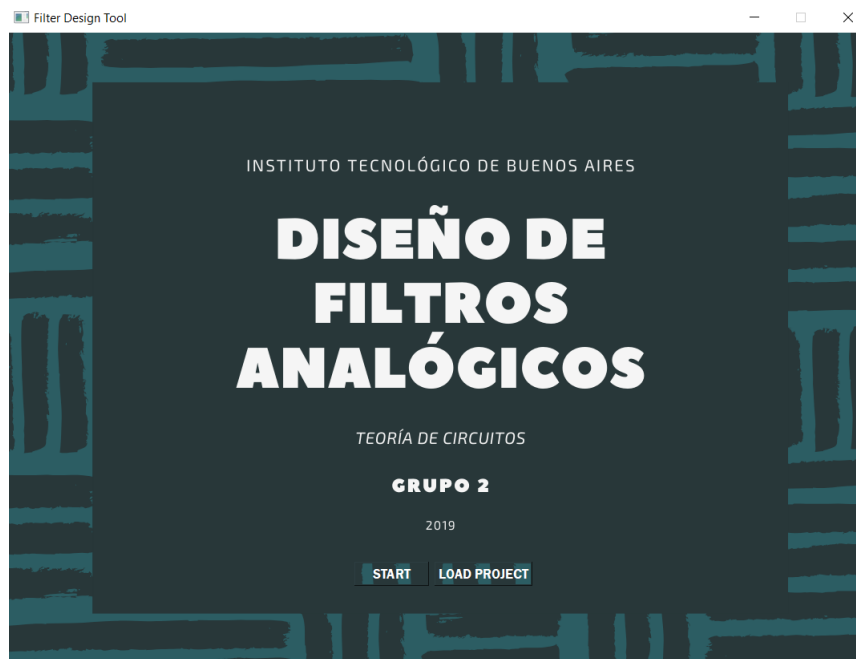 Filter Design Tool
INSTITUTO TECNOLÓGICO DE BUENOS AIRES
DISEÑO DE
FILTROS
ANALÓGICOS
TEORÍA DE CIRCUITOS
GRUPO 2
2019
START LOAD PROJECT